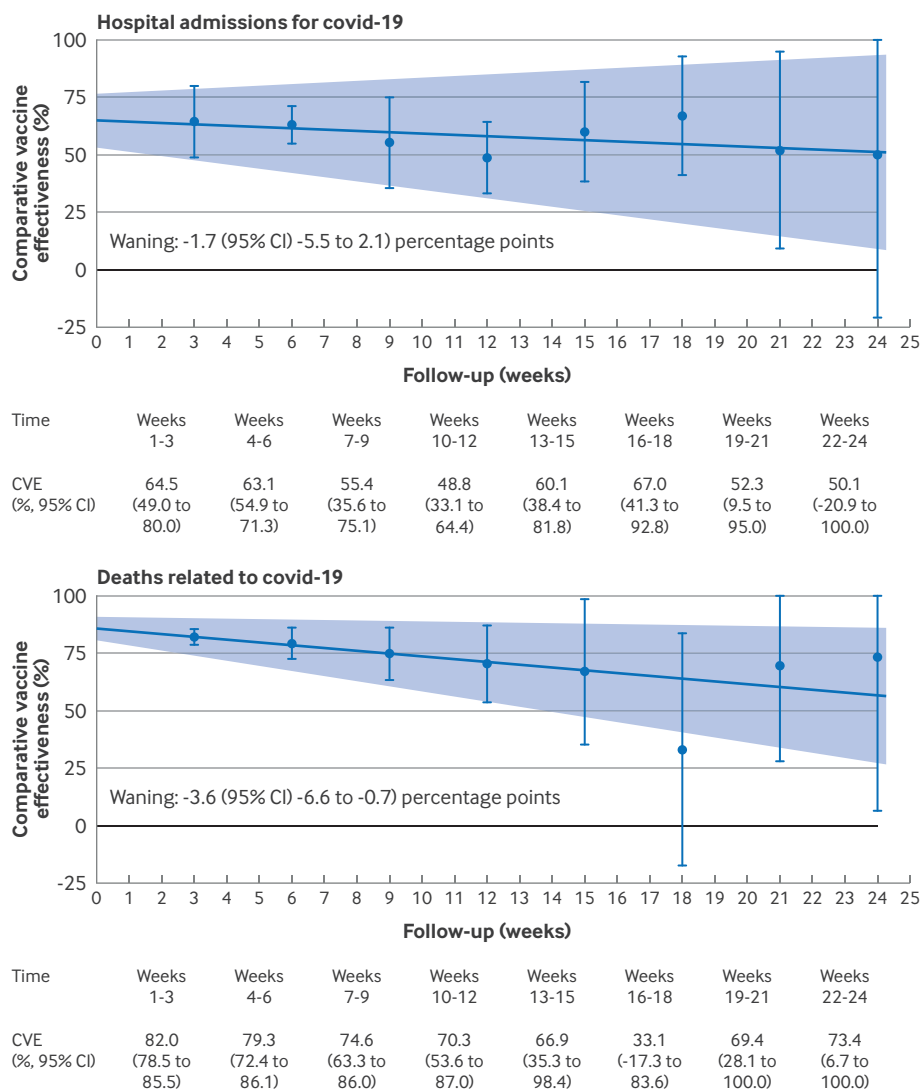 Hospital admissions for covid-19
Comparative vaccine
effectiveness (%)
100
75
50
25
0
-25
Waning: -1.7 (95% CI) -5.5 to 2.1) percentage points
0 1 2 3 4 5 6 7 8 9 10 11 12 13 14 15 16 17 18 19 20 21 22 23 24 25
Follow-up (weeks)
Time Weeks Weeks Weeks Weeks Weeks Weeks Weeks Weeks
1-3 4-6 7-9 10-12 13-15 16-18 19-21 22-24
CVE 64.5 63.1 55.4 48.8 60.1 67.0 52.3 50.1
(%, 95% CI) (49.0 to (54.9 to (35.6 to (33.1 to (38.4 to (41.3 to (9.5 to (-20.9 to
80.0) 71.3) 75.1) 64.4) 81.8) 92.8) 95.0) 100.0)
Deaths related to covid-19
Comparative vaccine
effectiveness (%)
100
75
50
25
0
-25
Waning: -3.6 (95% CI) -6.6 to -0.7) percentage points
0 1 2 3 4 5 6 7 8 9 10 11 12 13 14 15 16 17 18 19 20 21 22 23 24 25
Follow-up (weeks)
Time Weeks Weeks Weeks Weeks Weeks Weeks Weeks Weeks
1-3 4-6 7-9 10-12 13-15 16-18 19-21 22-24
CVE 82.0 79.3 74.6 70.3 66.9 33.1 69.4 73.4
(%, 95% CI) (78.5 to (72.4 to (63.3 to (53.6 to (35.3 to (-17.3 to (28.1 to (6.7 to
85.5) 86.1) 86.0) 87.0) 98.4) 83.6) 100.0) 100.0)